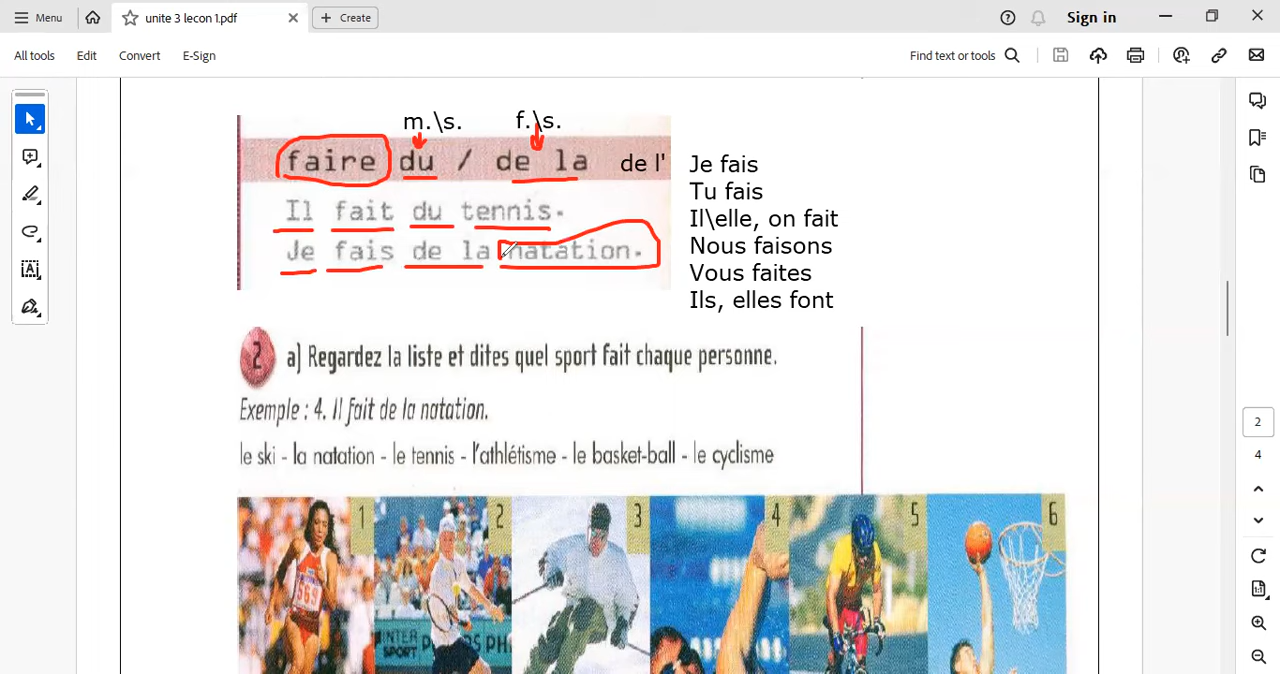 Menu
unite 3 lecon 1.pdf
Create
Sign in
All tools Edit Convert E-Sign
Find text or tools
m.\s. f.\s.
faire du / de la de l'
Il fait du tennis.
Je fais de la natation.
Je fais
Tu fais
Il\elle, on fait
Nous faisons
Vous faites
Ils, elles font
2 a) Regardez la liste et dites quel sport fait chaque personne.
Exemple : 4. Il fait de la natation.
le ski - la natation - le tennis - l'athlétisme - le basket-ball - le cyclisme
1 2 3 4 5 6
569
INTER
SPORT
2
4